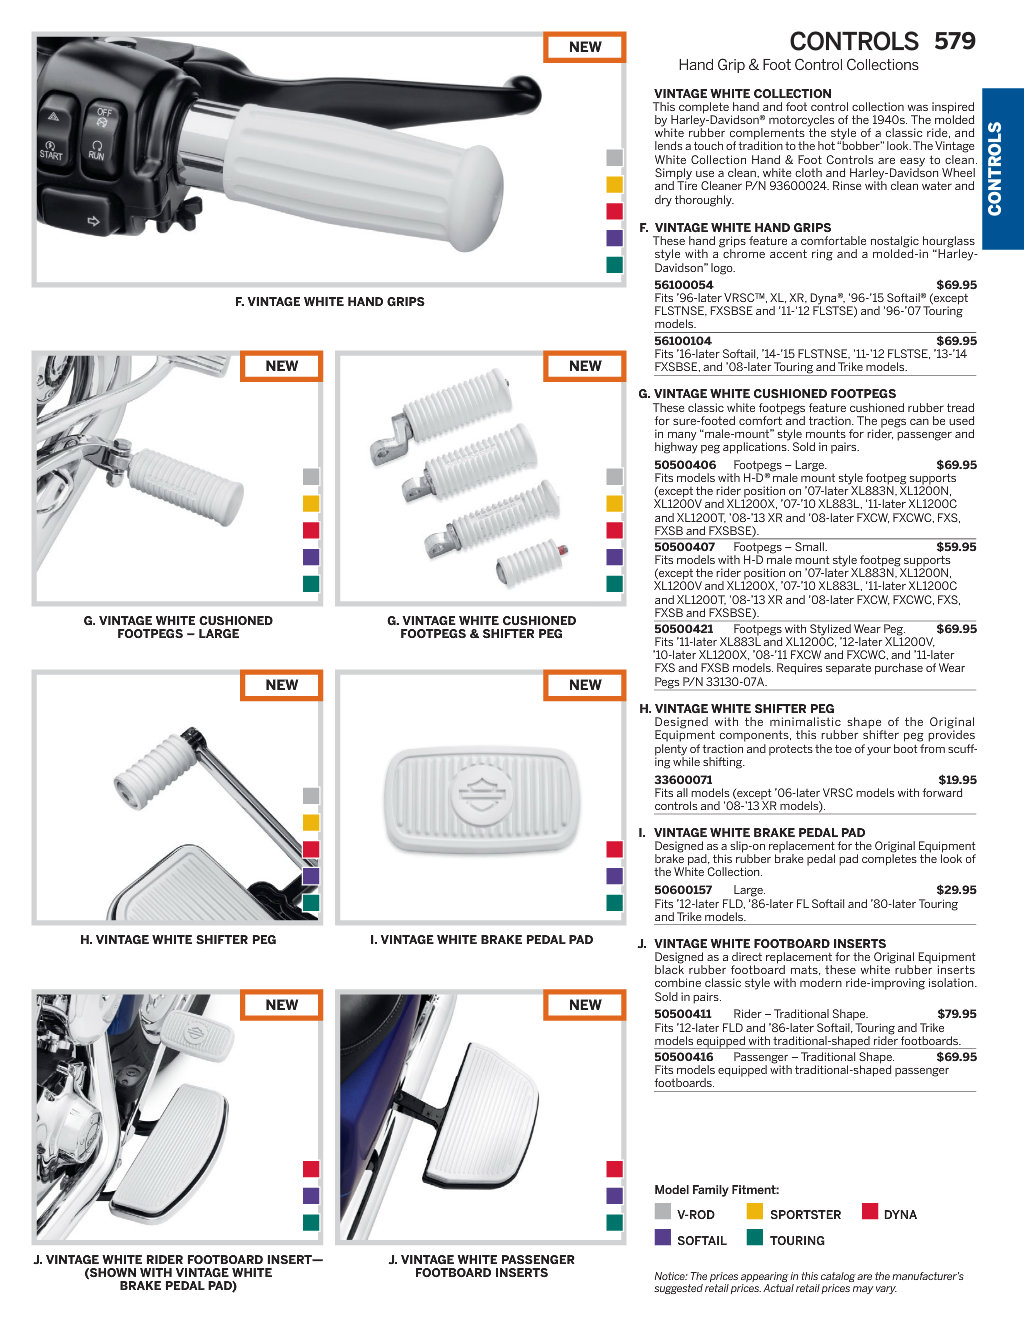 CONTROLS 579
Hand Grip & Foot Control Collections
CONTROLS
NEW
OFF
START
RUN
F. VINTAGE WHITE HAND GRIPS
NEW
G. VINTAGE WHITE CUSHIONED
FOOTPEGS – LARGE
NEW
G. VINTAGE WHITE CUSHIONED
FOOTPEGS & SHIFTER PEG
NEW
H. VINTAGE WHITE SHIFTER PEG
NEW
I. VINTAGE WHITE BRAKE PEDAL PAD
NEW
J. VINTAGE WHITE RIDER FOOTBOARD INSERT—
(SHOWN WITH VINTAGE WHITE
BRAKE PEDAL PAD)
NEW
J. VINTAGE WHITE PASSENGER
FOOTBOARD INSERTS
VINTAGE WHITE COLLECTION
This complete hand and foot control collection was inspired
by Harley-Davidson® motorcycles of the 1940s. The molded
white rubber complements the style of a classic ride, and
lends a touch of tradition to the hot “bobber” look. The Vintage
White Collection Hand & Foot Controls are easy to clean.
Simply use a clean, white cloth and Harley-Davidson Wheel
and Tire Cleaner P/N 93600024. Rinse with clean water and
dry thoroughly.
F. VINTAGE WHITE HAND GRIPS
These hand grips feature a comfortable nostalgic hourglass
style with a chrome accent ring and a molded-in “Harley-
Davidson” logo.
56100054 $69.95
Fits ’96-later VRSC™, XL, XR, Dyna®, ’96-’15 Softail® (except
FLSTNSE, FXSBSE and ’11-’12 FLSTSE) and ’96-’07 Touring
models.
56100104 $69.95
Fits ’16-later Softail, ’14-’15 FLSTNSE, ’11-’12 FLSTSE, ’13-’14
FXSBSE, and ’08-later Touring and Trike models.
G. VINTAGE WHITE CUSHIONED FOOTPEGS
These classic white footpegs feature cushioned rubber tread
for sure-footed comfort and traction. The pegs can be used
in many “male-mount” style mounts for rider, passenger and
highway peg applications. Sold in pairs.
50500406 Footpegs – Large. $69.95
Fits models with H-D® male mount style footpeg supports
(except the rider position on ’07-later XL883N, XL1200N,
XL1200V and XL1200X, ’07-’10 XL883L, ’11-later XL1200C
and XL1200T, ’08-’13 XR and ’08-later FXCW, FXCWC, FXS,
FXSB and FXSBSE).
50500407 Footpegs – Small. $59.95
Fits models with H-D male mount style footpeg supports
(except the rider position on ’07-later XL883N, XL1200N,
XL1200V and XL1200X, ’07-’10 XL883L, ’11-later XL1200C
and XL1200T, ’08-’13 XR and ’08-later FXCW, FXCWC, FXS,
FXSB and FXSBSE).
50500421 Footpegs with Stylized Wear Peg. $69.95
Fits ’11-later XL883L and XL1200C, ’12-later XL1200V,
’10-later XL1200X, ’08-’11 FXCW and FXCWC, and ’11-later
FXS and FXSB models. Requires separate purchase of Wear
Pegs P/N 33130-07A.
H. VINTAGE WHITE SHIFTER PEG
Designed with the minimalistic shape of the Original
Equipment components, this rubber shifter peg provides
plenty of traction and protects the toe of your boot from scuff-
ing while shifting.
33600071 $19.95
Fits all models (except ’06-later VRSC models with forward
controls and ’08-’13 XR models).
I. VINTAGE WHITE BRAKE PEDAL PAD
Designed as a slip-on replacement for the Original Equipment
brake pad, this rubber brake pedal pad completes the look of
the White Collection.
50600157 Large. $29.95
Fits ’12-later FLD, ’86-later FL Softail and ’80-later Touring
and Trike models.
J. VINTAGE WHITE FOOTBOARD INSERTS
Designed as a direct replacement for the Original Equipment
black rubber footboard mats, these white rubber inserts
combine classic style with modern ride-improving isolation.
Sold in pairs.
50500411 Rider – Traditional Shape. $79.95
Fits ’12-later FLD and ’86-later Softail, Touring and Trike
models equipped with traditional-shaped rider footboards.
50500416 Passenger – Traditional Shape. $69.95
Fits models equipped with traditional-shaped passenger
footboards.
Model Family Fitment:
V-ROD SPORTSTER DYNA
SOFTAIL TOURING
Notice: The prices appearing in this catalog are the manufacturer’s
suggested retail prices. Actual retail prices may vary.